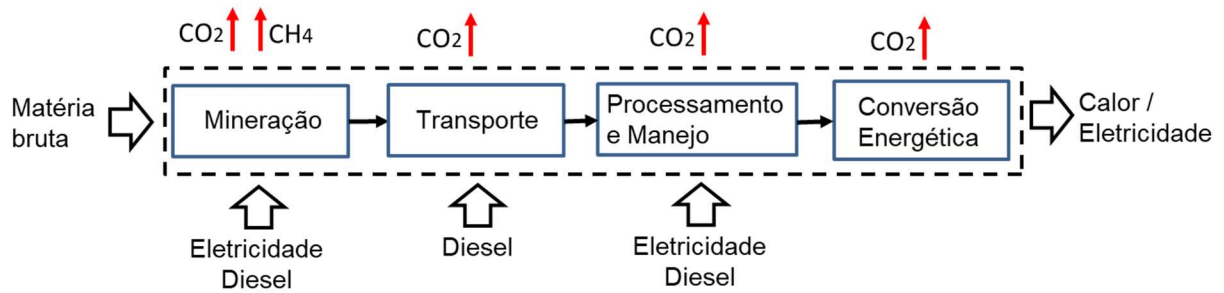 CO2 CH4
CO2
CO2
CO2
Matéria
bruta
Mineração
Transporte
Processamento
e Manejo
Conversão
Energética
Calor /
Eletricidade
Eletricidade
Diesel
Diesel
Eletricidade
Diesel